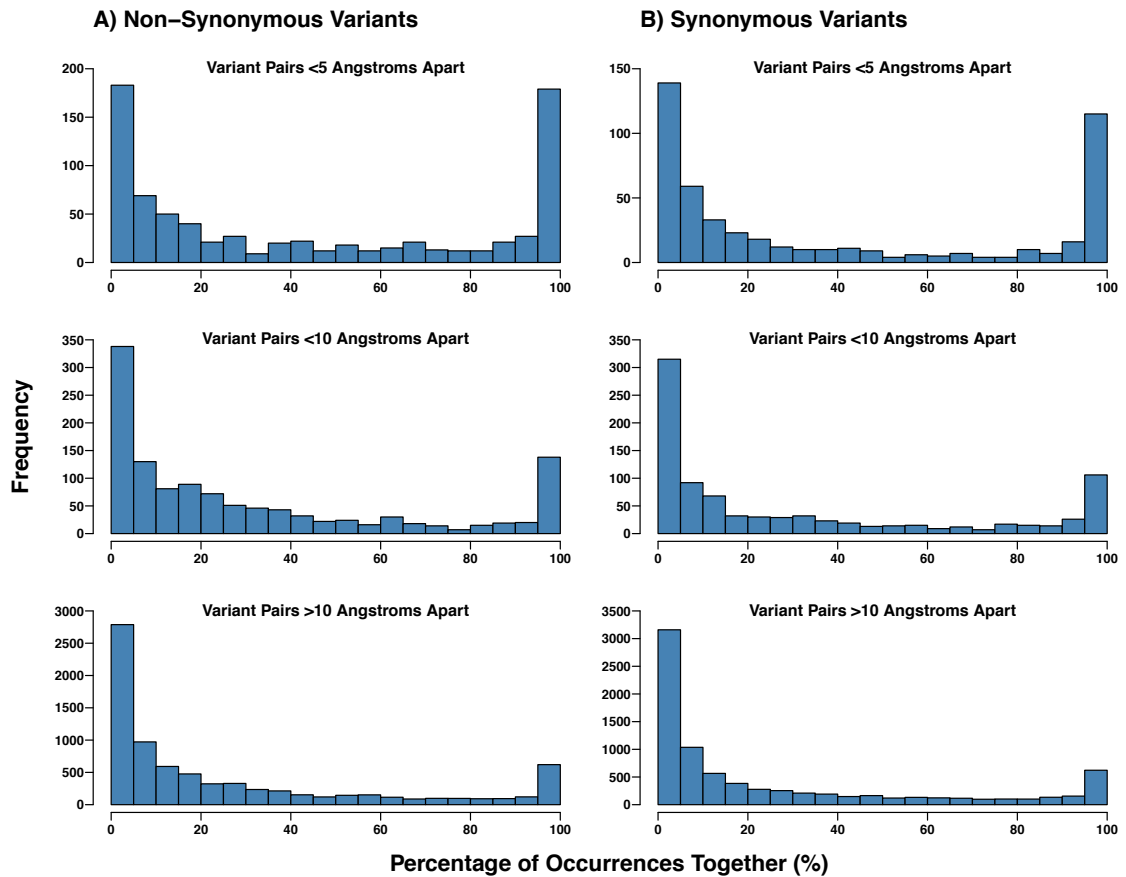 A) Non−Synonymous Variants
B) Synonymous Variants
Variant Pairs <5 Angstroms Apart
200
150
100
50
0
0 20 40 60 80 100
Variant Pairs <5 Angstroms Apart
150
100
50
0
0 20 40 60 80 100
Frequency
Variant Pairs <10 Angstroms Apart
350
300
250
200
150
100
50
0
0 20 40 60 80 100
Variant Pairs <10 Angstroms Apart
350
300
250
200
150
100
50
0
0 20 40 60 80 100
Variant Pairs >10 Angstroms Apart
3000
2500
2000
1500
1000
500
0
0 20 40 60 80 100
Variant Pairs >10 Angstroms Apart
3500
3000
2500
2000
1500
1000
500
0
0 20 40 60 80 100
Percentage of Occurrences Together (%)